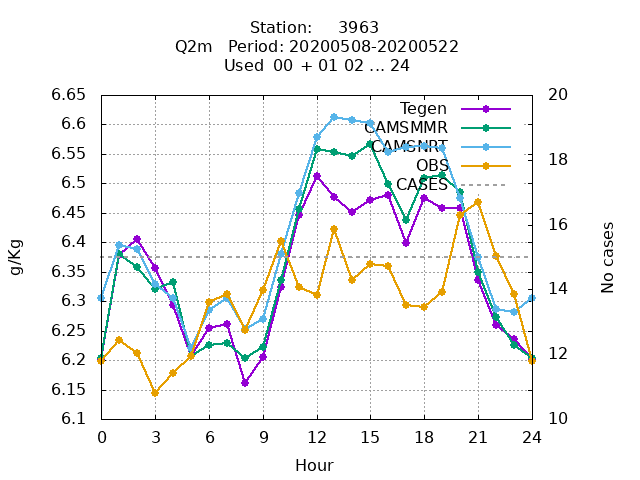 Station: 3963
Q2m Period: 20200508-20200522
Used 00 + 01 02 ... 24
6.65
6.6
6.55
6.5
6.45
6.4
6.35
6.3
6.25
6.2
6.15
6.1
g/Kg
20
18
16
14
12
10
No cases
Tegen
CAMSMMR
CAMSNRT
OBS
CASES
0 3 6 9 12 15 18 21 24
Hour